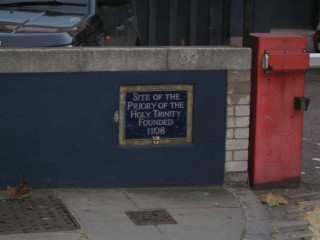 SITE OF THE
PRIORY OF THE
HOLY TRINITY
FOUNDED
1108